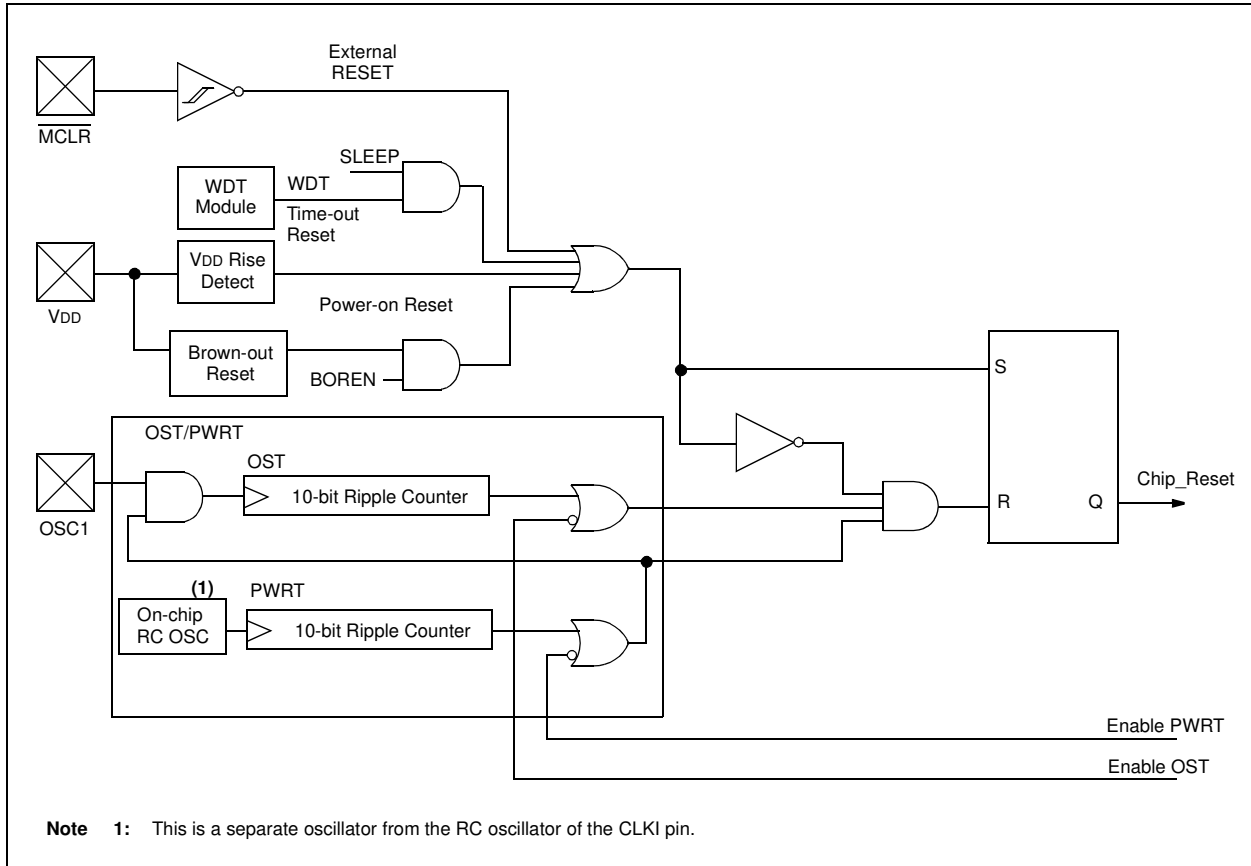 External
RESET
MCLR
SLEEP
WDT
Module
WDT
Time-out
Reset
VDD Rise
Detect
VDD
Power-on Reset
Brown-out
Reset
BOREN
S
OST/PWRT
OST
10-bit Ripple Counter
OSC1
Chip_Reset
R
Q
(1)
PWRT
On-chip
RC OSC
10-bit Ripple Counter
Enable PWRT
Enable OST
Note 1: This is a separate oscillator from the RC oscillator of the CLKI pin.